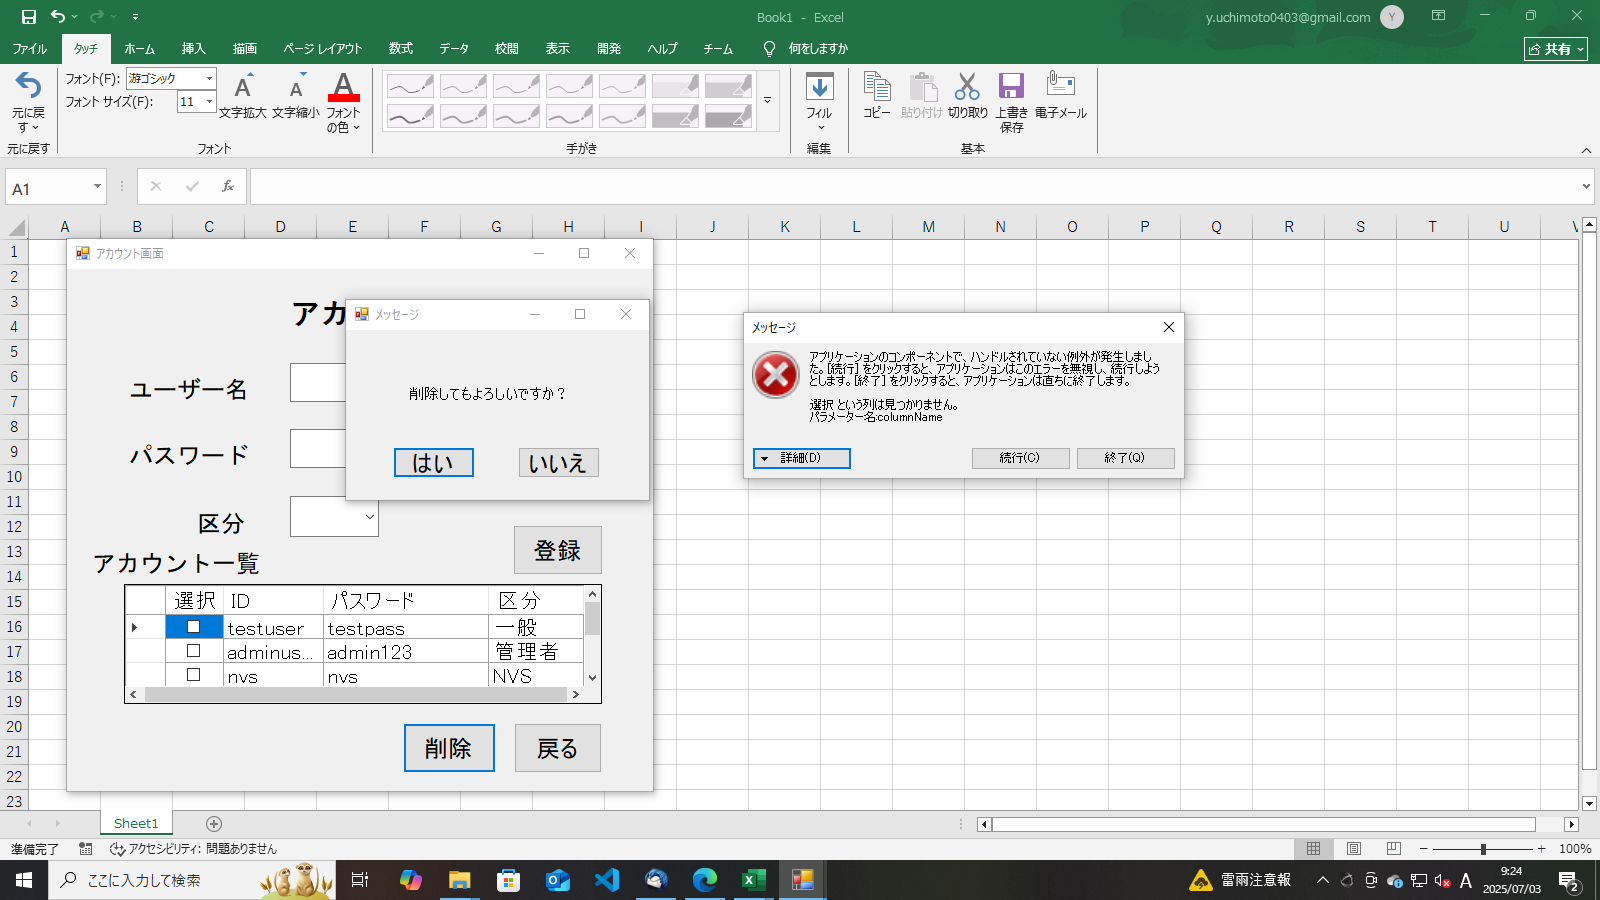 Book1 - Excel
y.uchimoto0403@gmail.com Y
ファイル タッチ ホーム 挿入 描画 ページ レイアウト 数式 データ 校閲 表示 開発 ヘルプ チーム 何をしますか 共有
元に戻す
元に戻す
フォント(F): 游ゴシック
フォント サイズ(F): 11
文字拡大 文字縮小 フォントの色
フォント
手がき
フィル
編集
コピー 貼り付け 切り取り 上書き保存 電子メール
基本
A1 fx
A B C D E F G H I J K L M N O P Q R S T U V
1
2
3
4
5
6
7
8
9
10
11
12
13
14
15
16
17
18
19
20
21
22
23
アカウント画面
アカ
ユーザー名
パスワード
区分
登録
アカウント一覧
選択 ID パスワード 区分
testuser testpass 一般
adminus... admin123 管理者
nvs nvs NVS
削除 戻る
メッセージ
削除してもよろしいですか？
はい いいえ
メッセージ
アプリケーションのコンポーネントで、ハンドルされていない例外が発生しまし
た。[続行] をクリックすると、アプリケーションはこのエラーを無視し、続行しよう
とします。[終了] をクリックすると、アプリケーションは直ちに終了します。
選択 という列は見つかりません。
パラメーター名:columnName
詳細(D) 続行(C) 終了(Q)
Sheet1
準備完了 アクセシビリティ: 問題ありません 100%
ここに入力して検索
雷雨注意報 A 9:24
2025/07/03
2